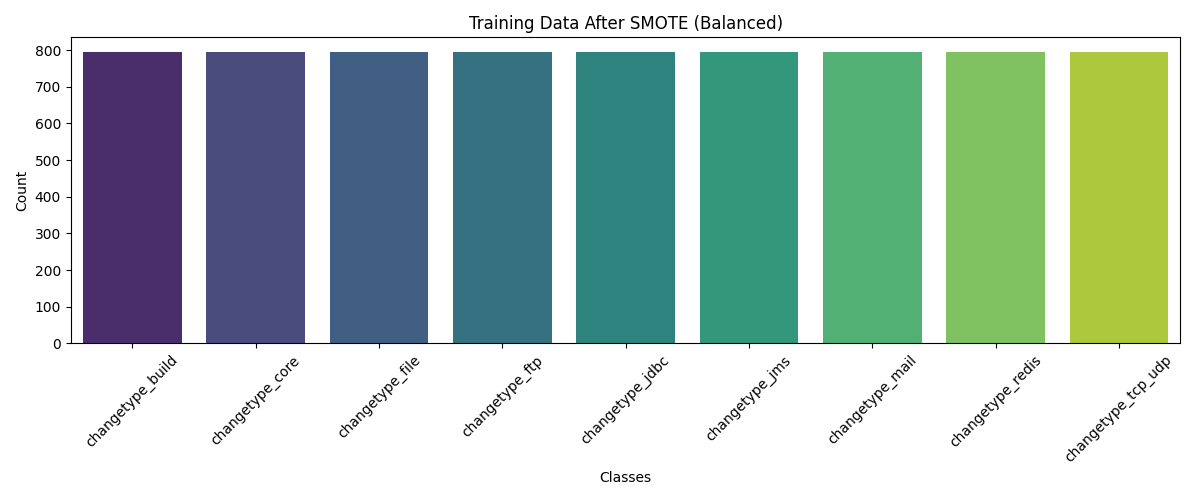 Training Data After SMOTE (Balanced)
800
700
600
500
400
300
200
100
0
Count
changetype_build
changetype_core
changetype_file
changetype_ftp
changetype_jdbc
changetype_jms
changetype_mail
changetype_redis
changetype_tcp_udp
Classes